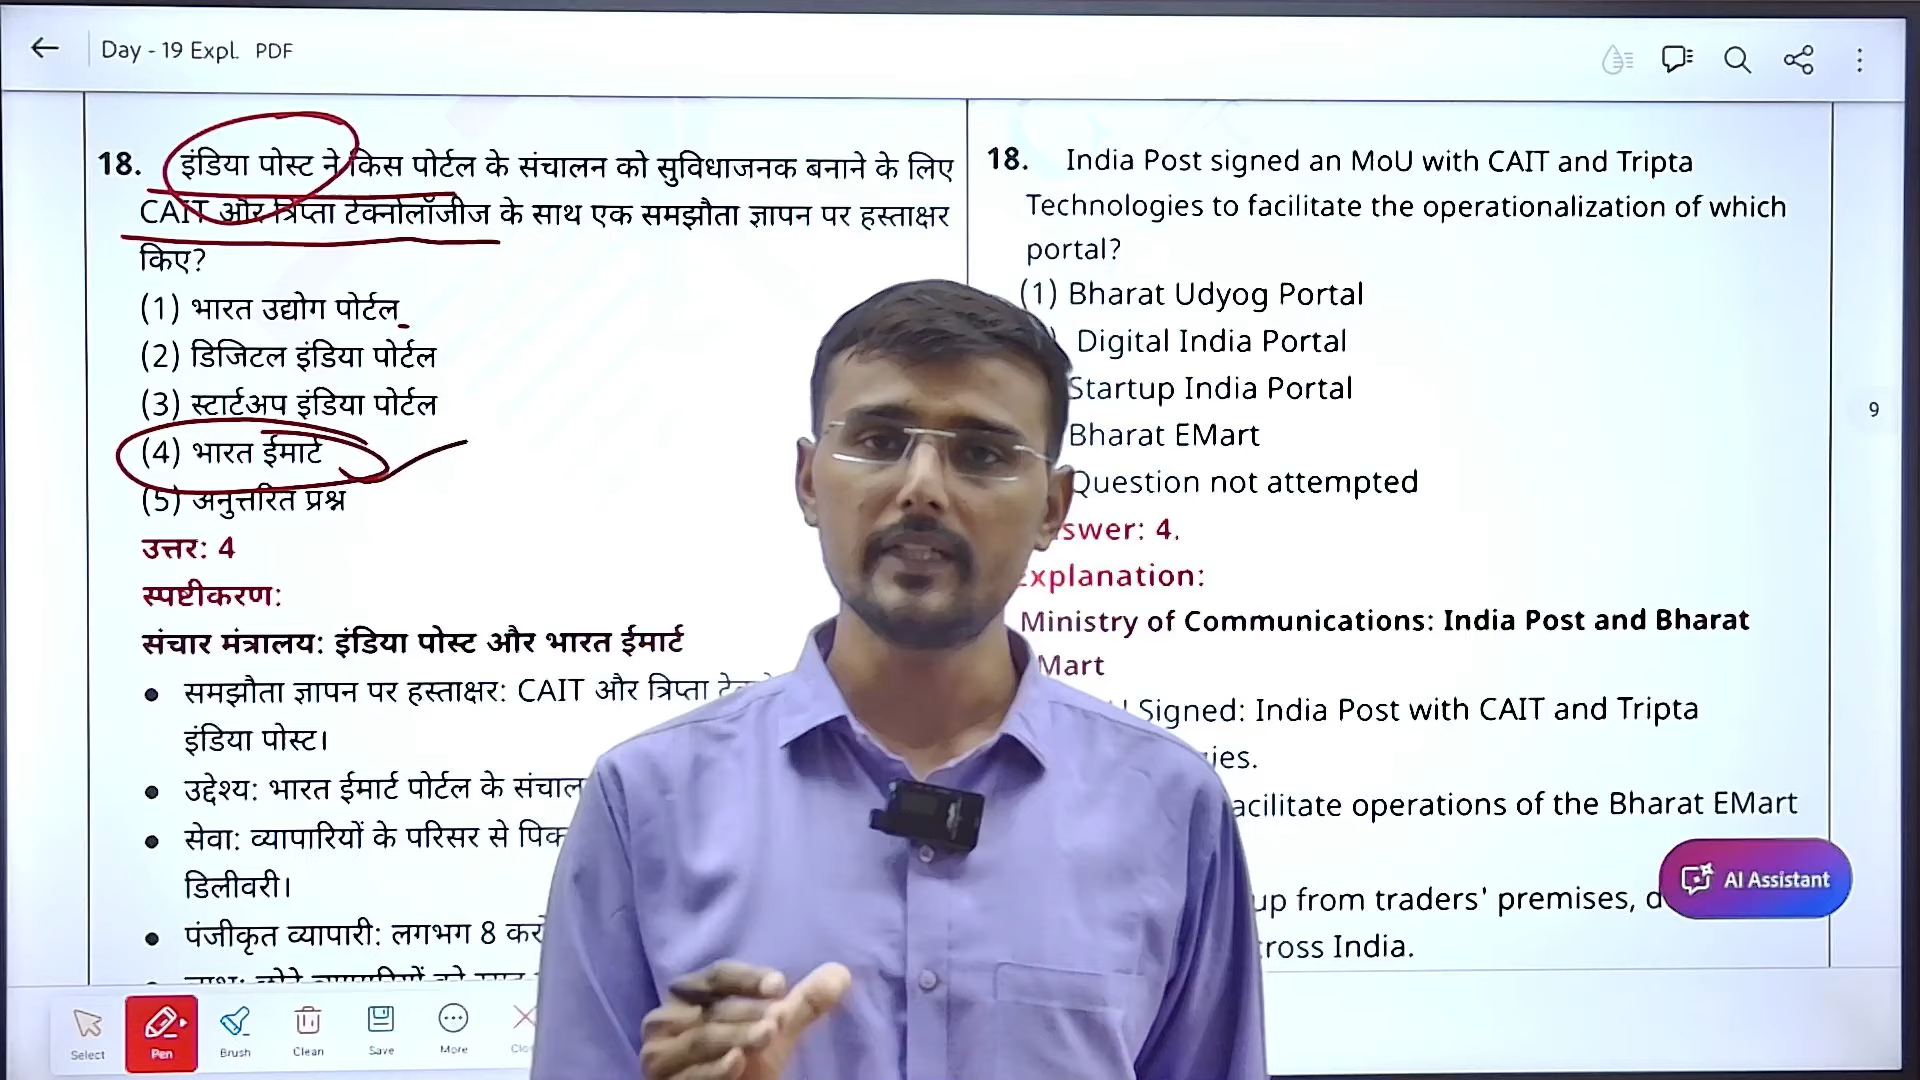 Day - 19 Expl. PDF
18. इंडिया पोस्ट ने किस पोर्टल के संचालन को सुविधाजनक बनाने के लिए
CAIT और त्रिप्ता टेक्नोलॉजीज के साथ एक समझौता ज्ञापन पर हस्ताक्षर
किए?
(1) भारत उद्योग पोर्टल
(2) डिजिटल इंडिया पोर्टल
(3) स्टार्टअप इंडिया पोर्टल
(4) भारत ईमार्ट
(5) अनुत्तरित प्रश्न
उत्तर: 4
स्पष्टीकरण:
संचार मंत्रालय: इंडिया पोस्ट और भारत ईमार्ट
• समझौता ज्ञापन पर हस्ताक्षर: CAIT और त्रिप्ता
इंडिया पोस्ट।
• उद्देश्य: भारत ईमार्ट पोर्टल के
• सेवा: व्यापारियों के परिसर से
डिलीवरी।
• पंजीकृत व्यापारी: लगभग 8
18. India Post signed an MoU with CAIT and Tripta
Technologies to facilitate the operationalization of which
portal?
(1) Bharat Udyog Portal
Digital India Portal
Startup India Portal
Bharat EMart
Question not attempted
swer: 4.
xplanation:
Ministry of Communications: India Post and Bharat
Mart
Signed: India Post with CAIT and Tripta
ies.
acilitate operations of the Bharat EMart
up from traders' premises, d
cross India.
9
AI Assistant
Select
Pen
Brush
Clean
Save
More